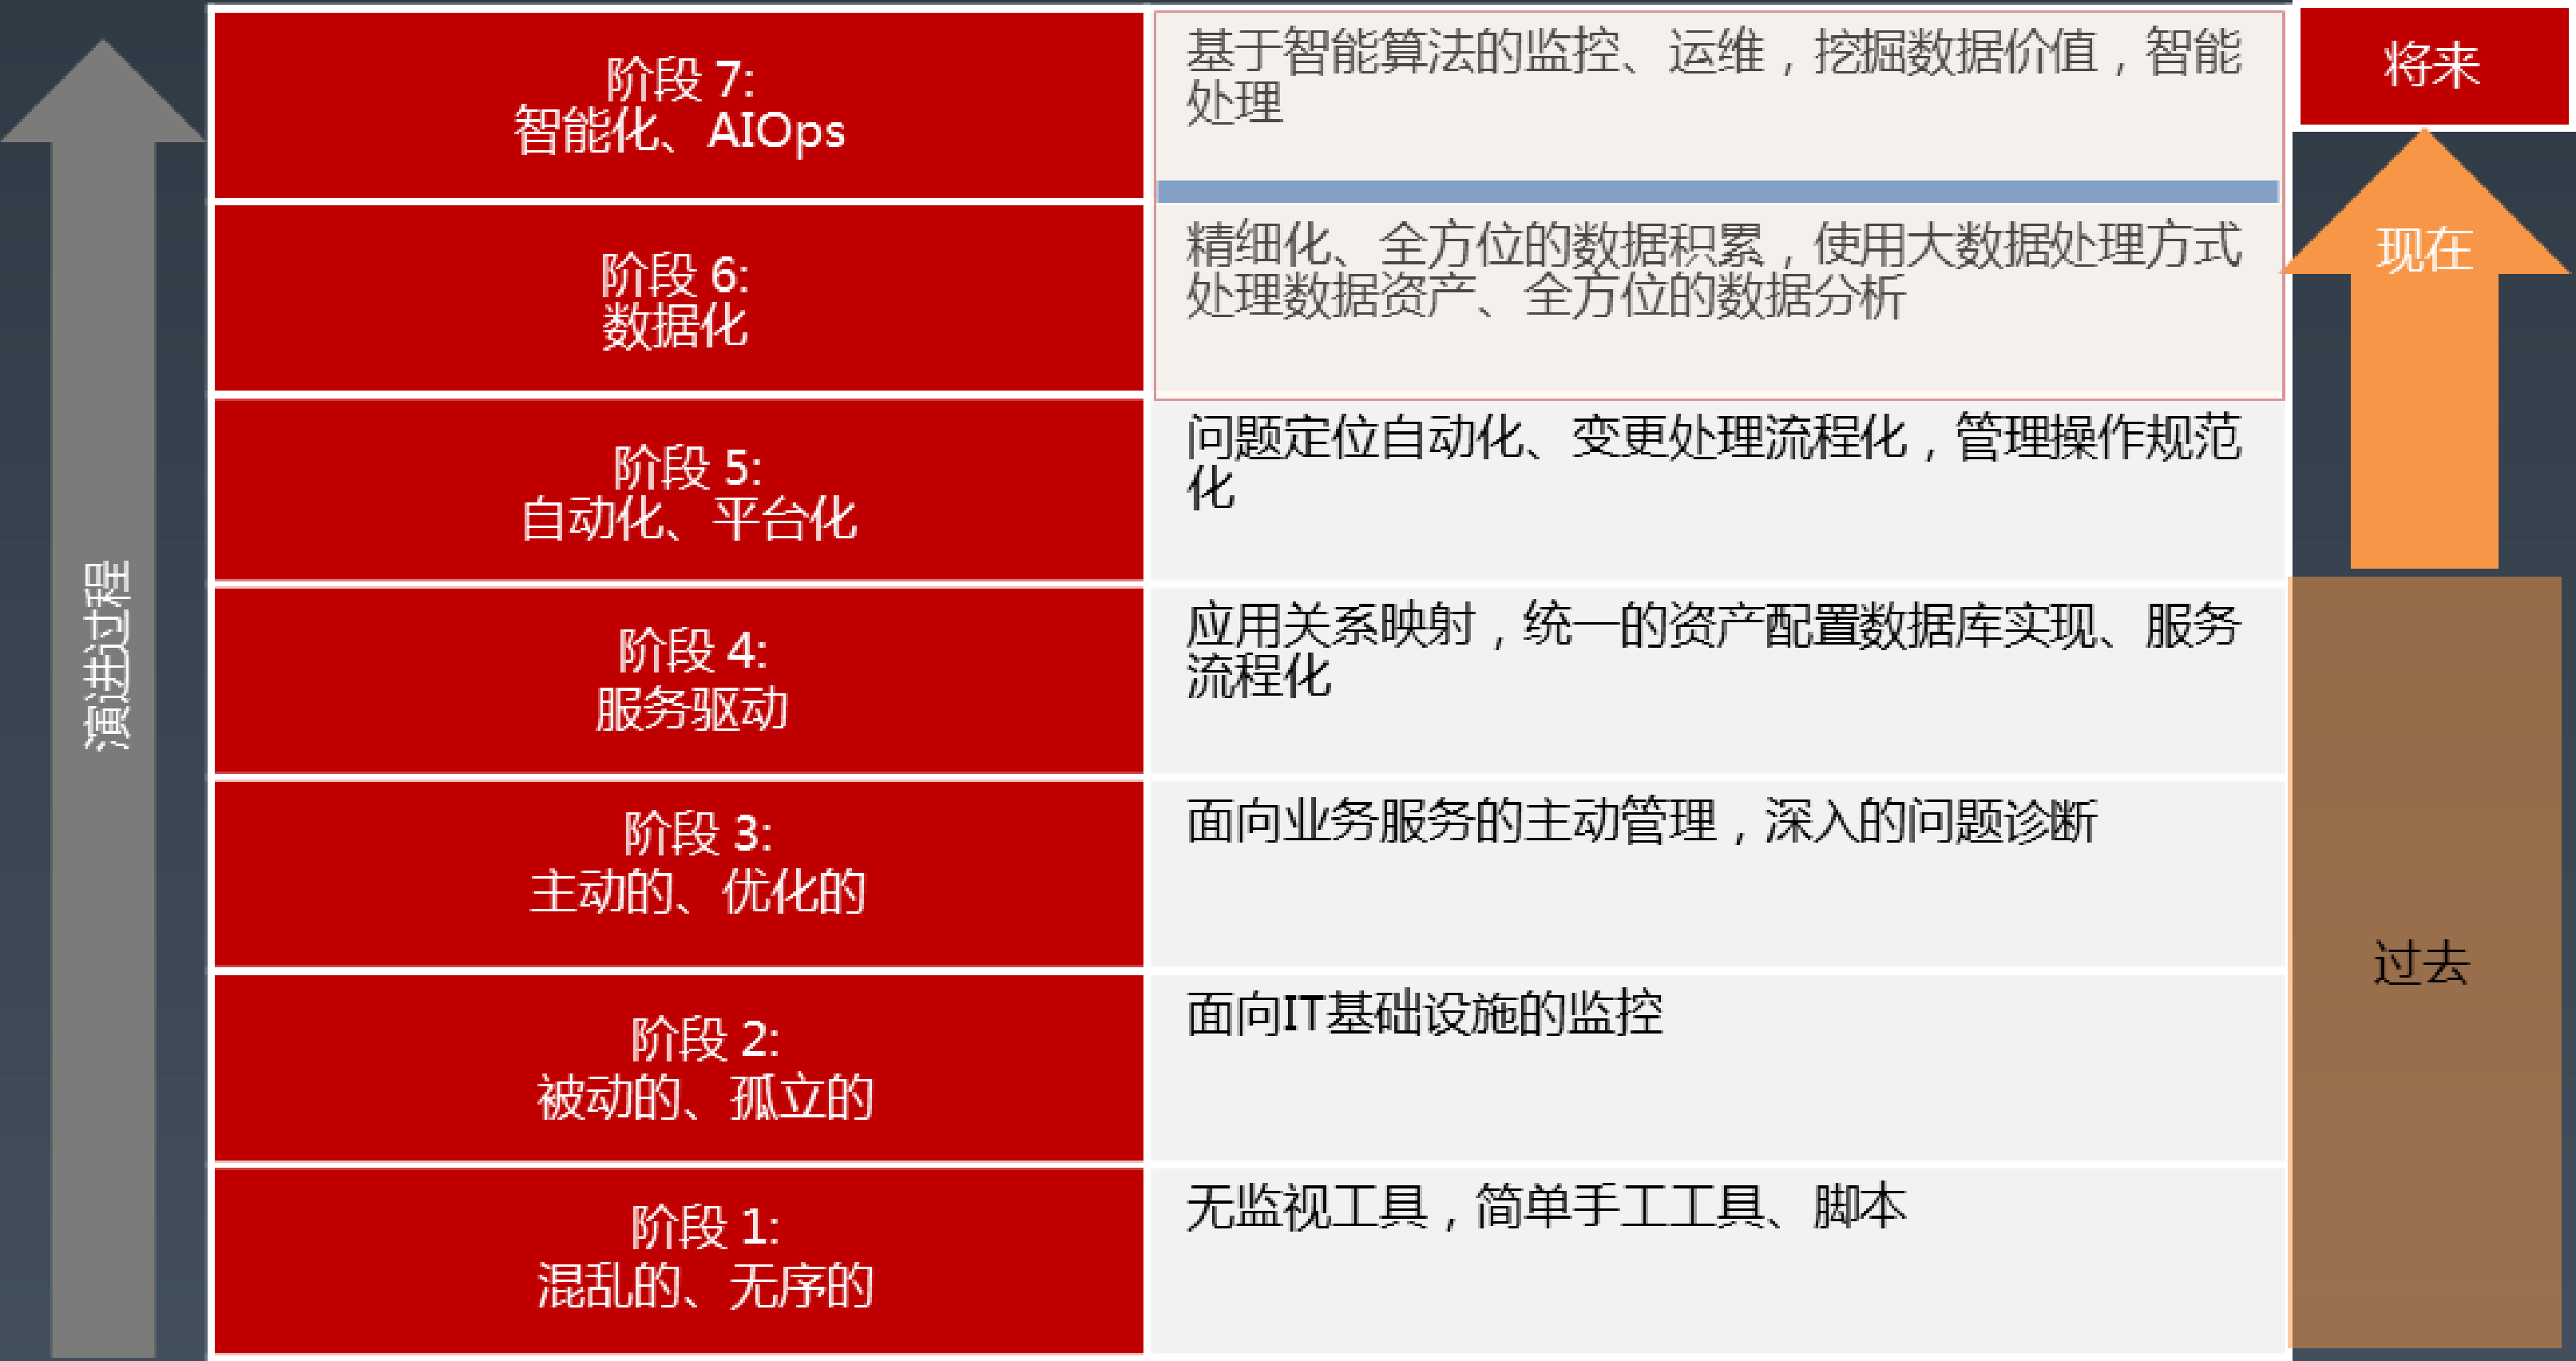 演进过程
阶段 7:
智能化、AIOps
基于智能算法的监控、运维，挖掘数据价值，智能
处理
将来
阶段 6:
数据化
精细化、全方位的数据积累，使用大数据处理方式
处理数据资产、全方位的数据分析
现在
阶段 5:
自动化、平台化
问题定位自动化、变更处理流程化，管理操作规范
化
阶段 4:
服务驱动
应用关系映射，统一的资产配置数据库实现、服务
流程化
阶段 3:
主动的、优化的
面向业务服务的主动管理，深入的问题诊断
过去
阶段 2:
被动的、孤立的
面向IT基础设施的监控
阶段 1:
混乱的、无序的
无监视工具，简单手工工具、脚本